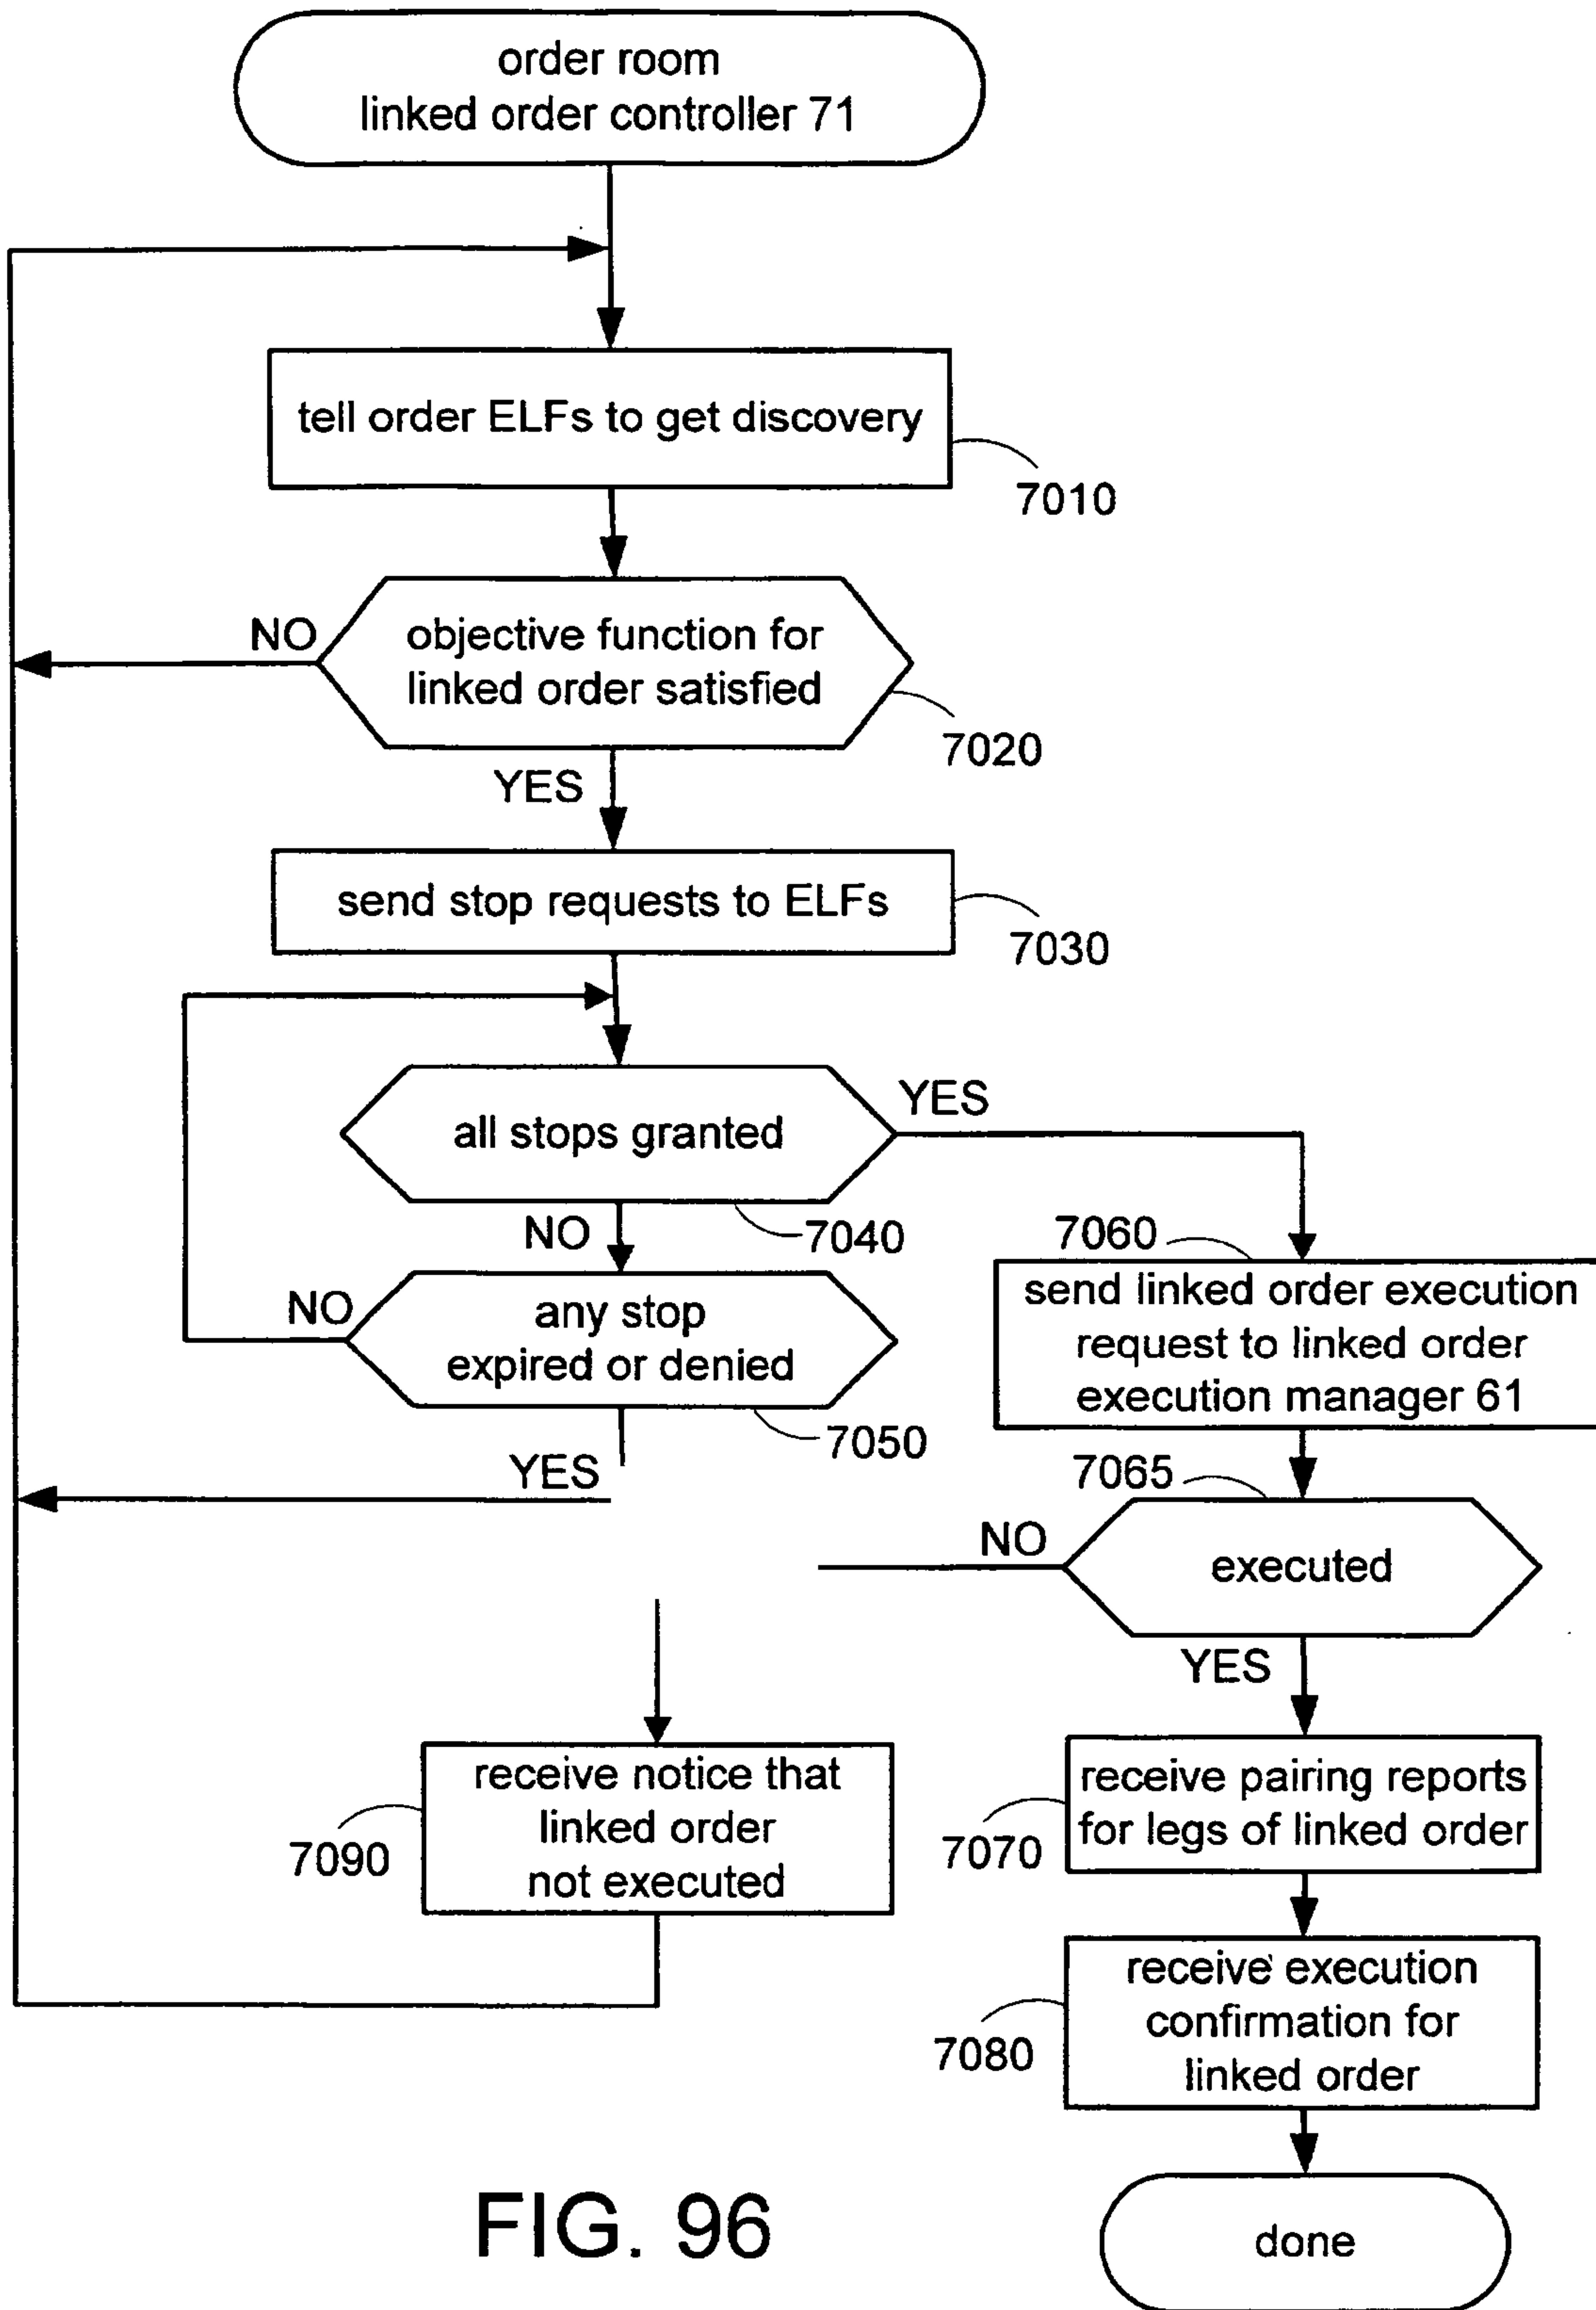 order room
linked order controller 71
tell order ELFs to get discovery
7010
NO
objective function for
linked order satisfied
7020
YES
send stop requests to ELFs
7030
all stops granted
YES
7040
NO
NO
any stop
expired or denied
7050
YES
7060
send linked order execution
request to linked order
execution manager 61
7065
NO
executed
YES
receive notice that
linked order
not executed
7090
receive pairing reports
for legs of linked order
7070
receive execution
confirmation for
linked order
7080
done
FIG. 96